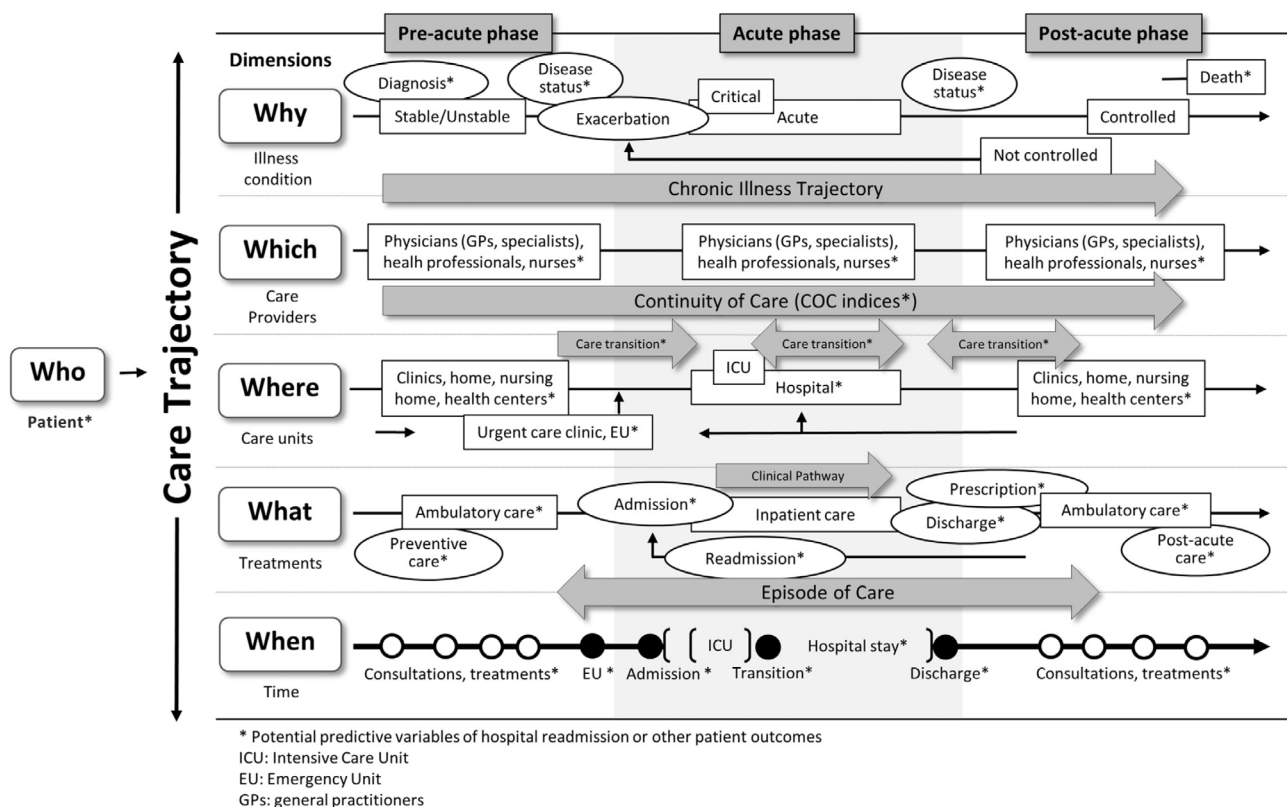 Pre-acute phase
Acute phase
Post-acute phase
Dimensions
Diagnosis*
Disease
status*
Disease
status*
Death*
Critical
Why
Stable/Unstable
Exacerbation
Acute
Controlled
Illness
condition
Not controlled
Chronic Illness Trajectory
Which
Physicians (GPs, specialists),
healh professionals, nurses*
Physicians (GPs, specialists),
healh professionals, nurses*
Physicians (GPs, specialists),
healh professionals, nurses*
Care
Providers
Continuity of Care (COC indices*)
Care transition*
Care transition*
Care transition*
Who
Patient*
Care Trajectory
Where
Clinics, home, nursing
home, health centers*
ICU
Hospital*
Clinics, home, nursing
home, health centers*
Care units
Urgent care clinic, EU*
Clinical Pathway
What
Ambulatory care*
Admission*
Inpatient care
Prescription*
Discharge*
Ambulatory care*
Treatments
Preventive
care*
Readmission*
Post-acute
care*
Episode of Care
When
ICU
Hospital stay*
Time
Consultations, treatments*
EU*
Admission*
Transition*
Discharge*
Consultations, treatments*
* Potential predictive variables of hospital readmission or other patient outcomes
ICU: Intensive Care Unit
EU: Emergency Unit
GPs: general practitioners